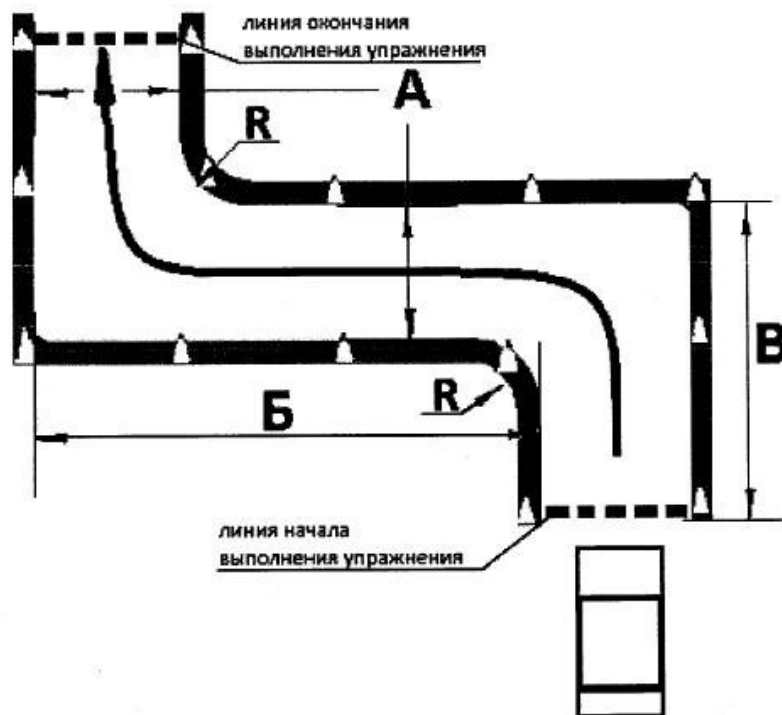 линия окончания
выполнения упражнения
А
R
В
R
Б
линия начала
выполнения упражнения